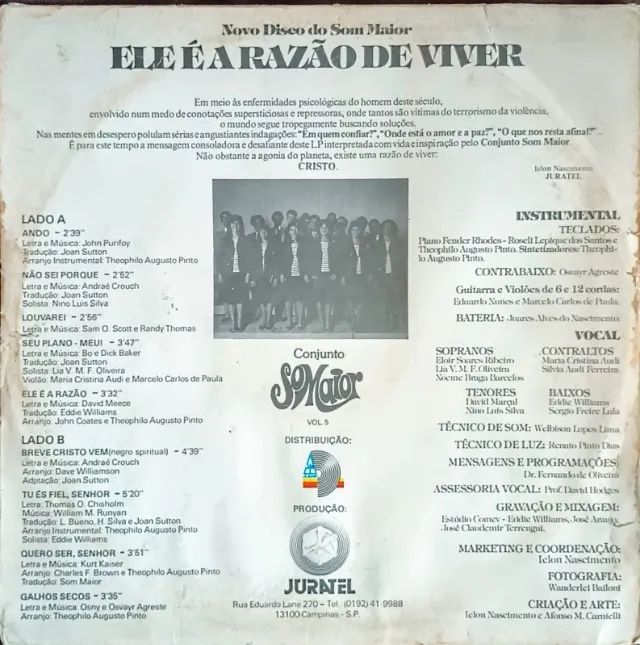 Novo Disco do Som Maior
ELE É A RAZÃO DE VIVER
Em meio às enfermidades psicológicas do homem deste século,
envolvido num medo de conotações supersticiosas e repressoras, onde tantos são vítimas do terrorismo da violência,
o mundo segue tropegamente buscando soluções.
Nas mentes em desespero polulam sérias e angustiantes indagações: "Em quem confiar?", "Onde está o amor e a paz?", "O que nos resta afinal?"...
É para este tempo a mensagem consoladora e desafiante deste LP interpretada com vida e inspiração pelo Conjunto Som Maior.
Não obstante a agonia do planeta, existe uma razão de viver:
CRISTO.
Ielon Nascimento
JURATEL
LADO A
ANDO - 2'39"
Letra e Música: John Purifoy
Tradução: Joan Sutton
Arranjo Instrumental: Theophilo Augusto Pinto
NÃO SEI PORQUE - 2'52"
Letra e Música: Andraé Crouch
Tradução: Joan Sutton
Solista: Nino Luis Silva
LOUVAREI - 2'56"
Letra e Música: Sam O. Scott e Randy Thomas
SEU PLANO - MEU! - 3'47"
Letra e Música: Bo e Dick Baker
Tradução: Joan Sutton
Solista: Lia V. M. F. Oliveira
Violão: Maria Cristina Audi e Marcelo Carlos de Paula
ELE É A RAZÃO - 3'32"
Letra e Música: David Meece
Tradução: Eddie Williams
Arranjo: John Coates e Theophilo Augusto Pinto
LADO B
BREVE CRISTO VEM (negro spiritual) - 4'39"
Letra e Música: Andraé Crouch
Arranjo: Dave Williamson
Adptação: Joan Sutton
TU ÉS FIEL, SENHOR - 5'20"
Letra: Thomas O. Chisholm
Música: William M. Runyan
Tradução: L. Bueno, H. Silva e Joan Sutton
Arranjo Instrumental: Theophilo Augusto Pinto
Solista: Eddie Williams
QUERO SER, SENHOR - 3'51"
Letra e Música: Kurt Kaiser
Arranjo: Charles F. Brown e Theophilo Augusto Pinto
Tradução: Som Maior
GALHOS SECOS - 3'35"
Letra e Música: Osny e Osvayr Agreste
Arranjo: Theophilo Augusto Pinto
Conjunto
SoMaior
VOL 5
DISTRIBUIÇÃO:
PRODUÇÃO:
JURATEL
Rua Eduardo Lane 270 - Tel. (0192) 41-9988
13100-Campinas - S.P.
INSTRUMENTAL
TECLADOS:
Piano Fender Rhodes - Roseli Lepique dos Santos e
Theophilo Augusto Pinto. Sintetizadores: Theophi-
lo Augusto Pinto.
CONTRABAIXO: Osvayr Agreste
Guitarra e Violões de 6 e 12 cordas:
Eduardo Nunes e Marcelo Carlos de Paula.
BATERIA: Juares Alves do Nascimento.
VOCAL
SOPRANOS
Eloir Soares Ribeiro
Lia V. M. F. Oliveira
Noeme Braga Barcelos
CONTRALTOS
Maria Cristina Audi
Silvia Audi Ferreira
TENORES
David Marçal
Nino Luis Silva
BAIXOS
Eddie Williams
Sergio Freire Lula
TÉCNICO DE SOM: Welbison Lopes Lima
TÉCNICO DE LUZ: Renato Pinto Dias
MENSAGENS E PROGRAMAÇÕES
Dr. Fernando de Oliveira
ASSESSORIA VOCAL: Prof. David Hodges
GRAVAÇÃO E MIXAGEM:
Estúdio Comev - Eddie Williams, José Araujo,
José Claudemir Terrengui.
MARKETING E COORDENAÇÃO:
Ielon Nascimento
FOTOGRAFIA:
Wanderlei Bailoni
CRIAÇÃO E ARTE:
Ielon Nascimento e Afonso M.